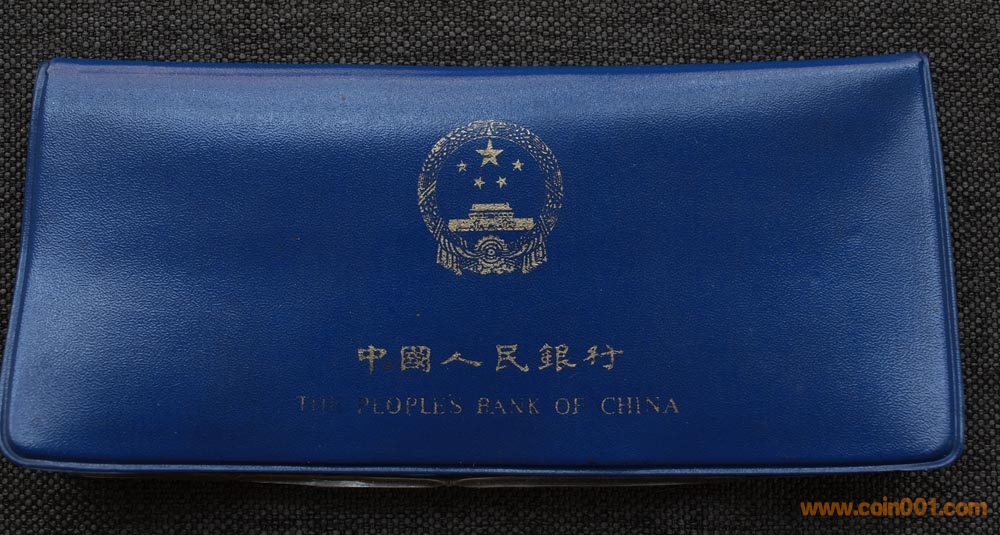 中國人民銀行
THE PEOPLE'S BANK OF CHINA
www.coin001.com